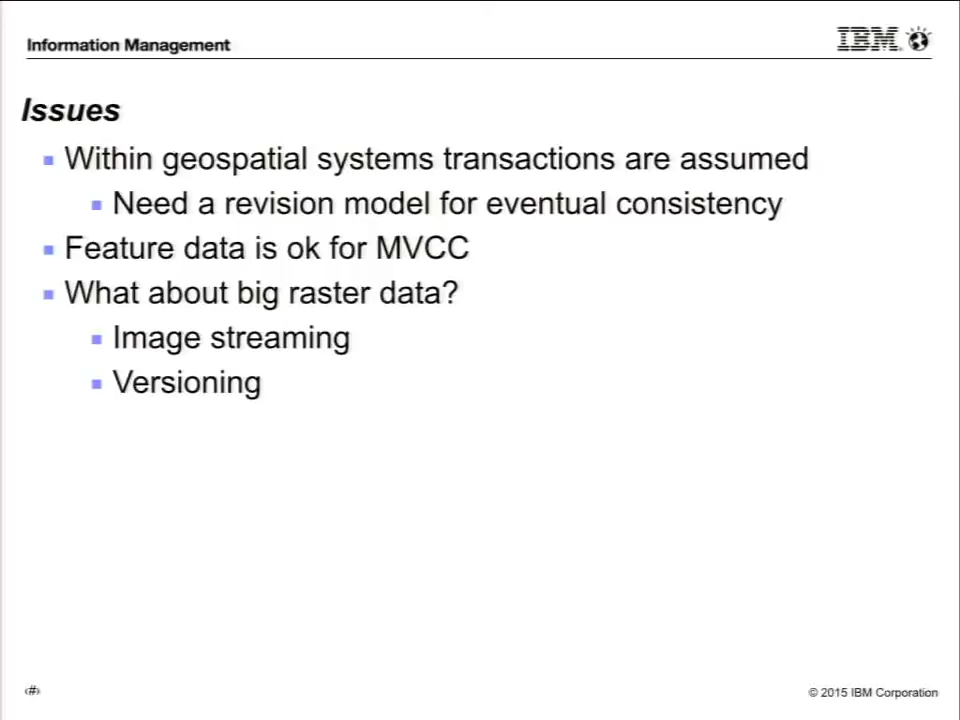 Information Management
IBM
Issues
Within geospatial systems transactions are assumed
Need a revision model for eventual consistency
Feature data is ok for MVCC
What about big raster data?
Image streaming
Versioning
‹#›
© 2015 IBM Corporation